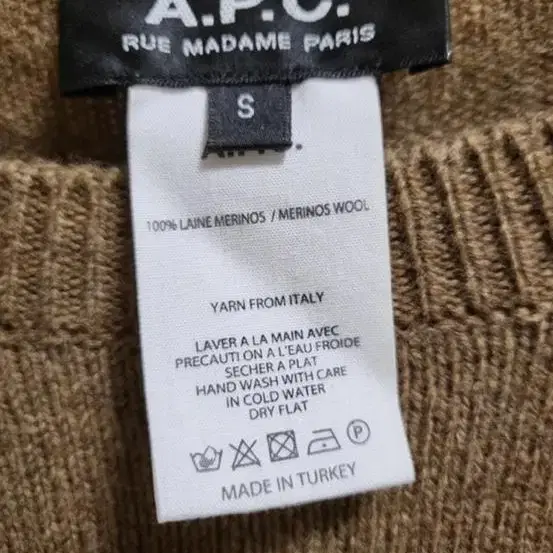 A.P.C.
RUE MADAME PARIS
S
100% LAINE MERINOS / MERINOS WOOL
YARN FROM ITALY
LAVER A LA MAIN AVEC
PRECAUTI ON A L'EAU FROIDE
SECHER A PLAT
HAND WASH WITH CARE
IN COLD WATER
DRY FLAT
P
MADE IN TURKEY